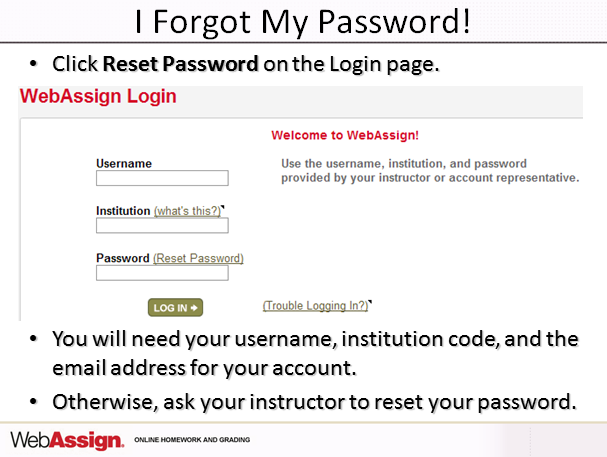 I Forgot My Password!
• Click Reset Password on the Login page.
WebAssign Login
Welcome to WebAssign!
Username
Use the username, institution, and password
provided by your instructor or account representative.
Institution (what's this?)
Password (Reset Password)
LOG IN
(Trouble Logging In?)
• You will need your username, institution code, and the
email address for your account.
• Otherwise, ask your instructor to reset your password.
WebAssign. ONLINE HOMEWORK AND GRADING